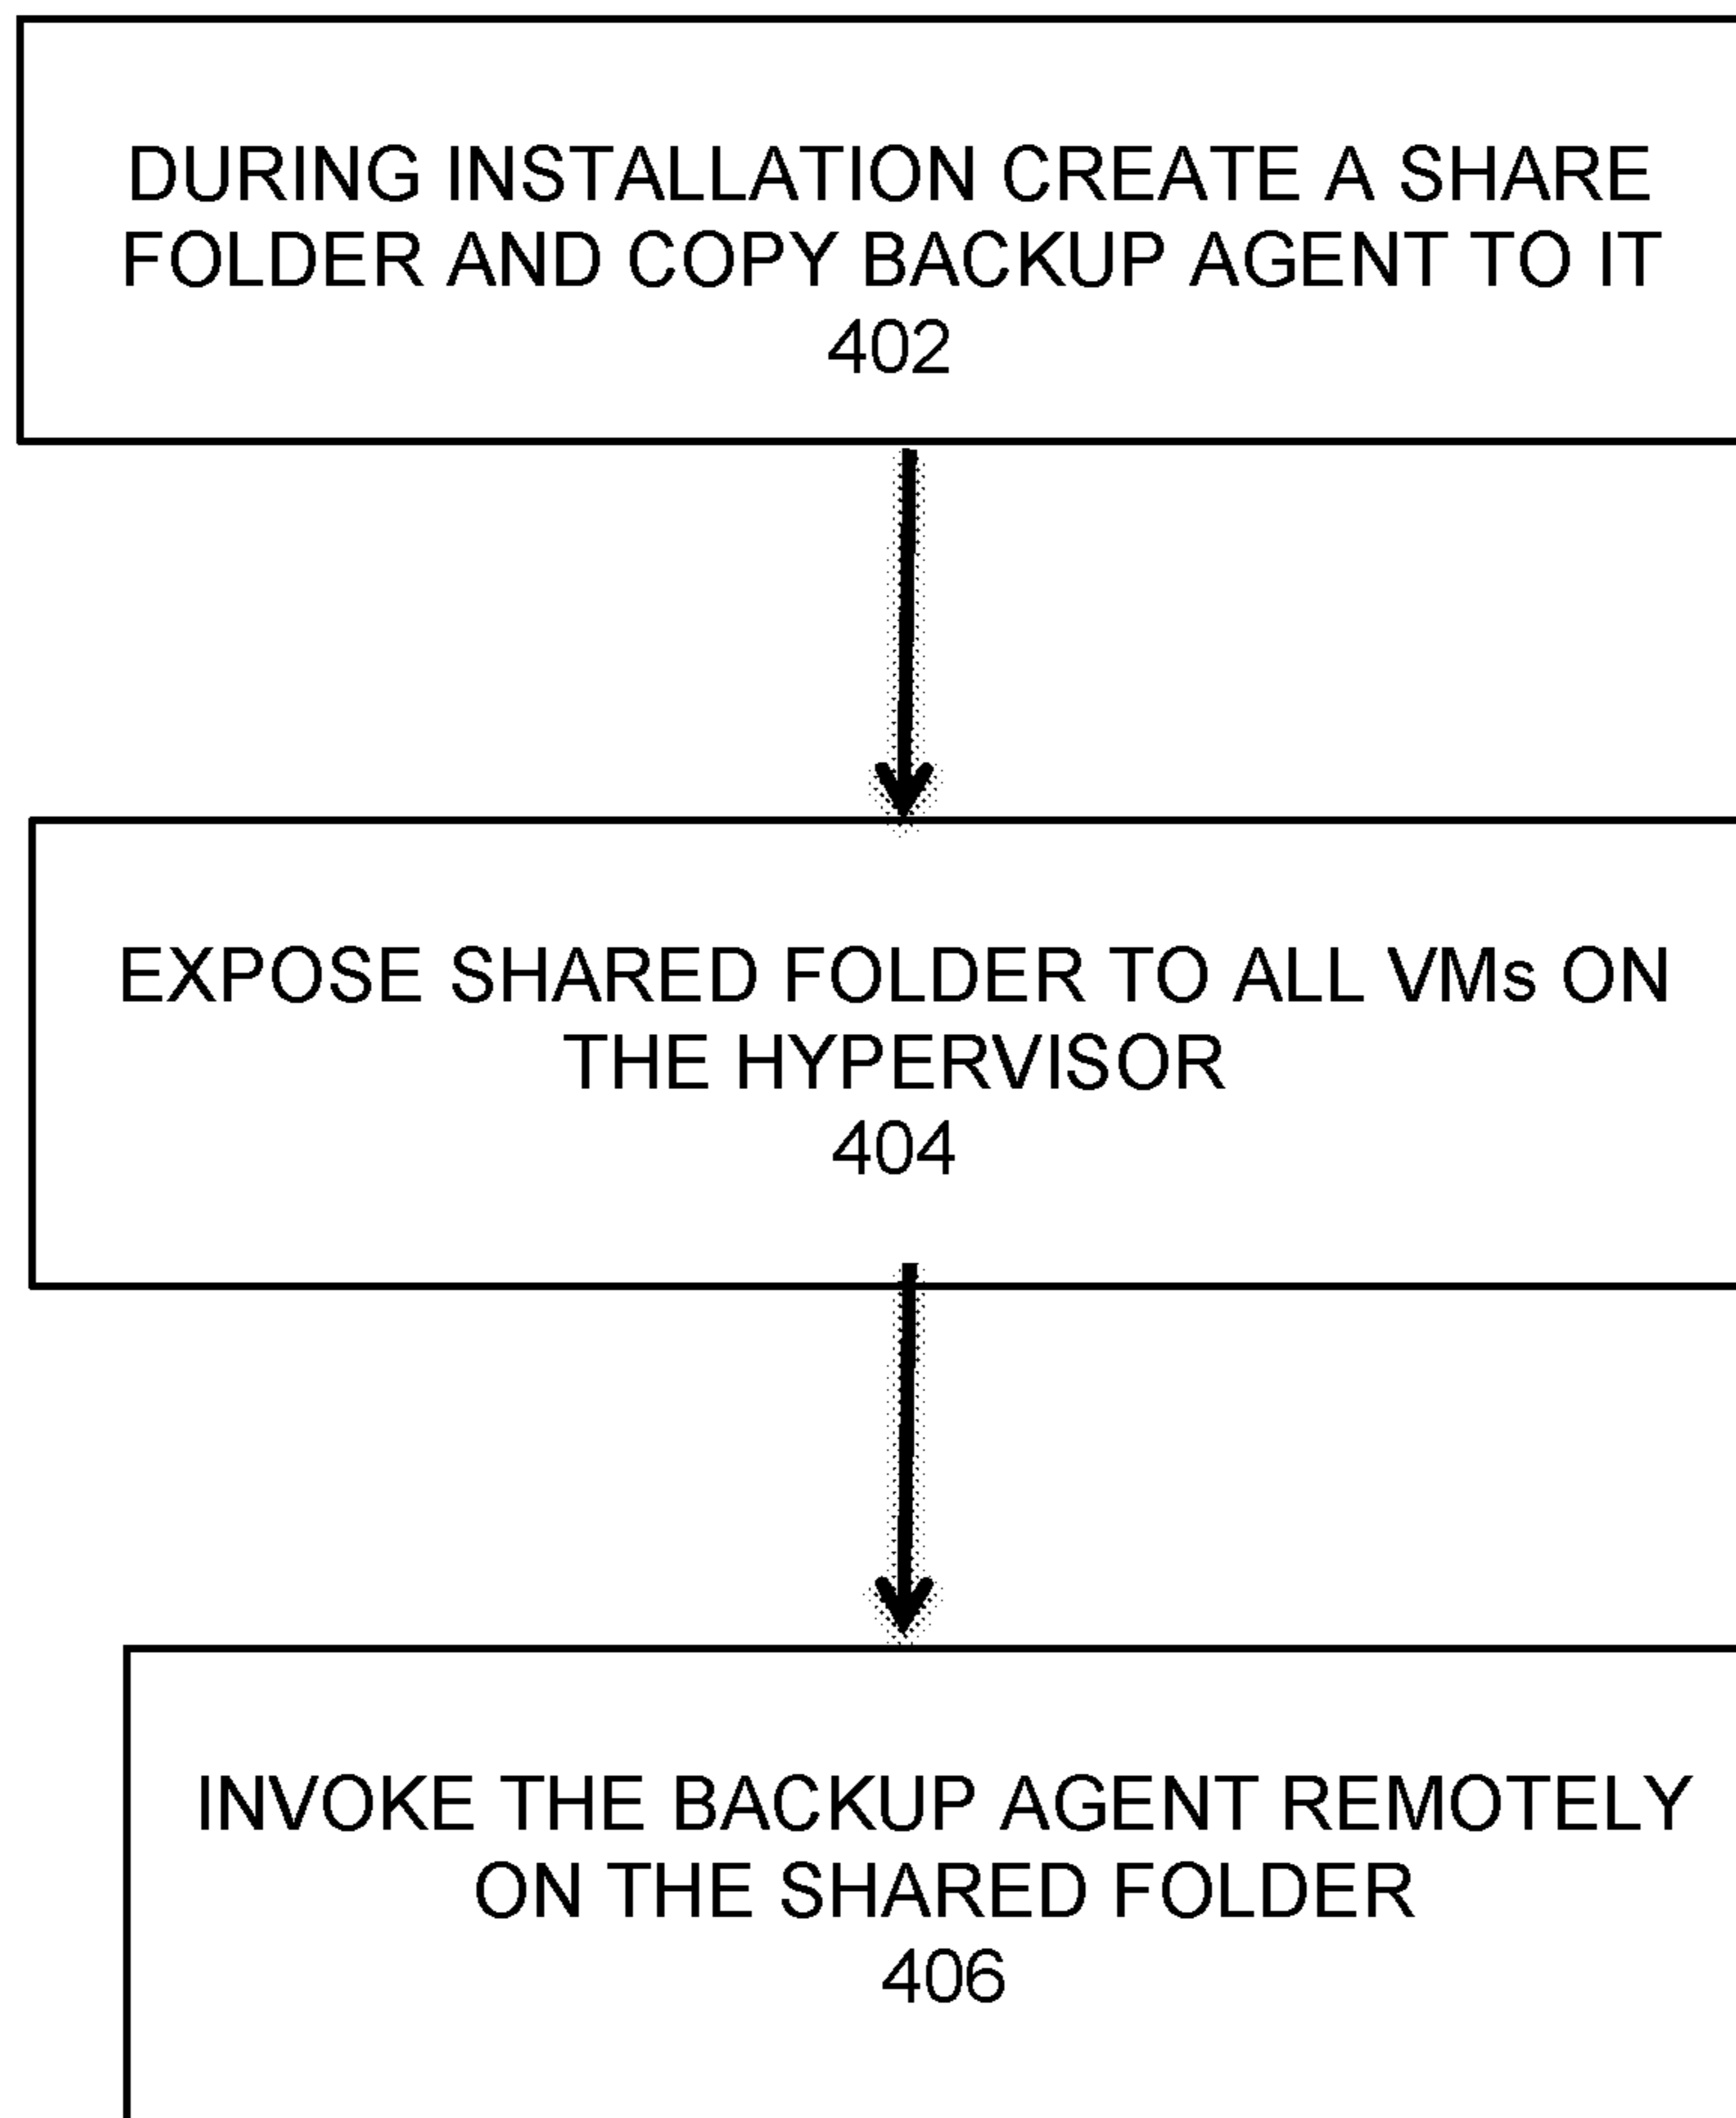 DURING INSTALLATION CREATE A SHARE
FOLDER AND COPY BACKUP AGENT TO IT
402
EXPOSE SHARED FOLDER TO ALL VMs ON
THE HYPERVISOR
404
INVOKE THE BACKUP AGENT REMOTELY
ON THE SHARED FOLDER
406